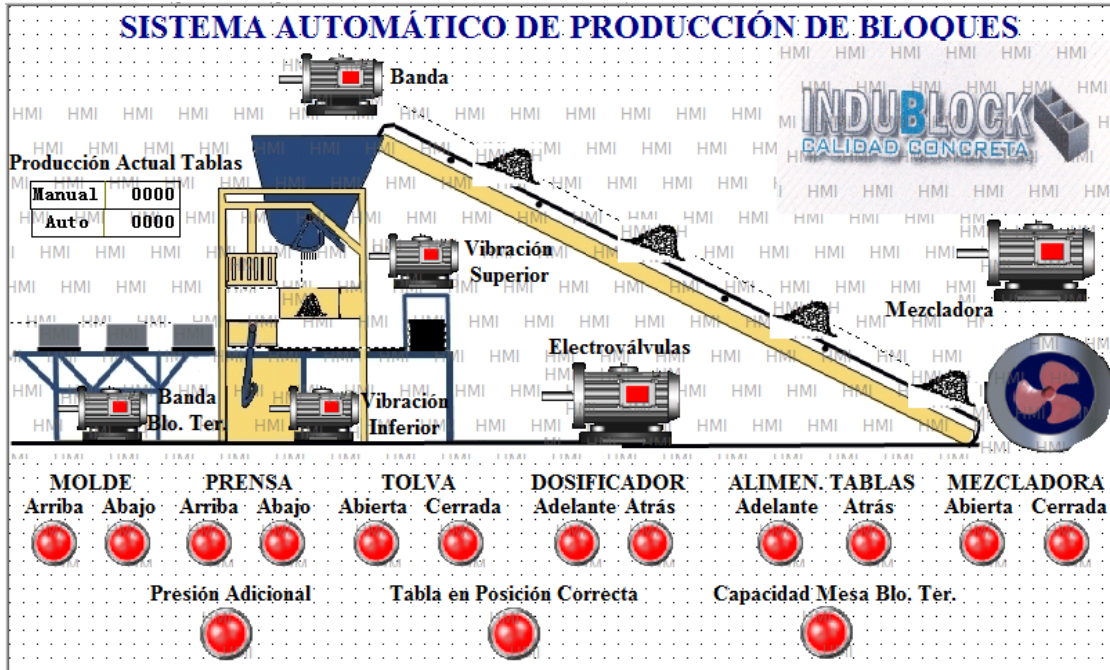 SISTEMA AUTOMÁTICO DE PRODUCCIÓN DE BLOQUES
Banda
INDUBLOCK
CALIDAD CONCRETA
Producción Actual Tablas
Manual 0000
Auto 0000
Vibración
Superior
Mezcladora
Electroválvulas
Banda
Blo. Ter.
Vibración
Inferior
MOLDE PRENSA TOLVA DOSIFICADOR ALIMEN. TABLAS MEZCLADORA
Arriba Abajo Arriba Abajo Abierta Cerrada Adelante Atrás Adelante Atrás Abierta Cerrada
Presión Adicional Tabla en Posición Correcta Capacidad Mesa Blo. Ter.
HMI